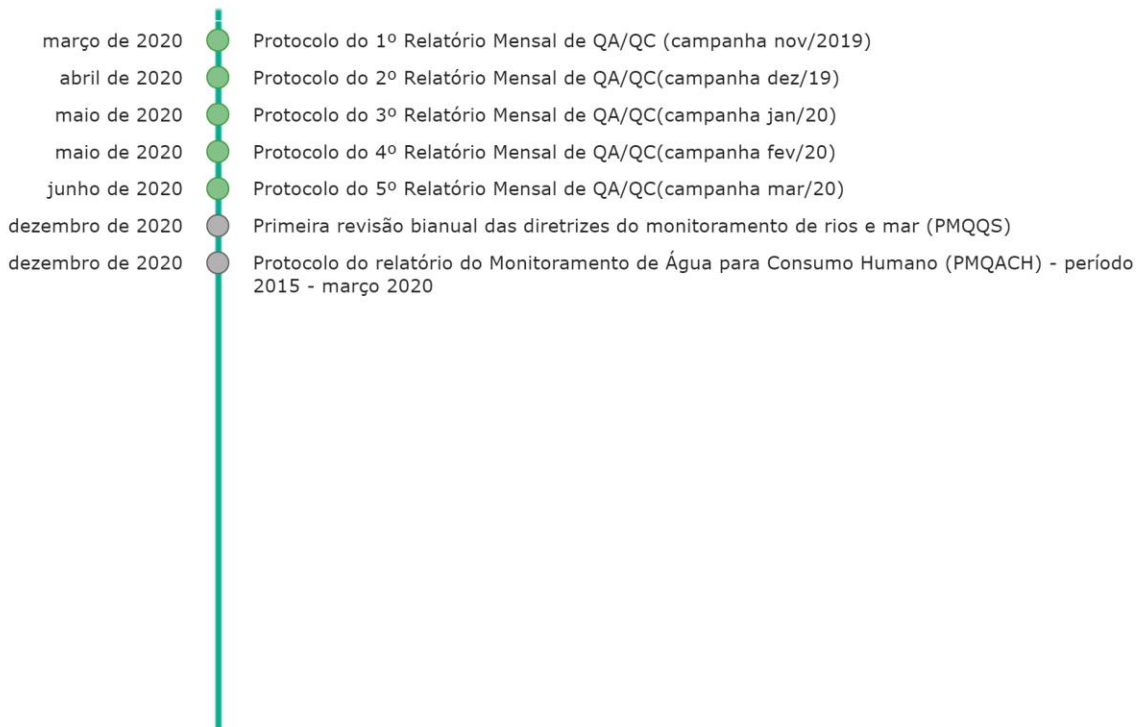 março de 2020 Protocolo do 1º Relatório Mensal de QA/QC (campanha nov/2019)
abril de 2020 Protocolo do 2º Relatório Mensal de QA/QC(campanha dez/19)
maio de 2020 Protocolo do 3º Relatório Mensal de QA/QC(campanha jan/20)
maio de 2020 Protocolo do 4º Relatório Mensal de QA/QC(campanha fev/20)
junho de 2020 Protocolo do 5º Relatório Mensal de QA/QC(campanha mar/20)
dezembro de 2020 Primeira revisão bianual das diretrizes do monitoramento de rios e mar (PMQQS)
dezembro de 2020 Protocolo do relatório do Monitoramento de Água para Consumo Humano (PMQACH) - período
2015 - março 2020